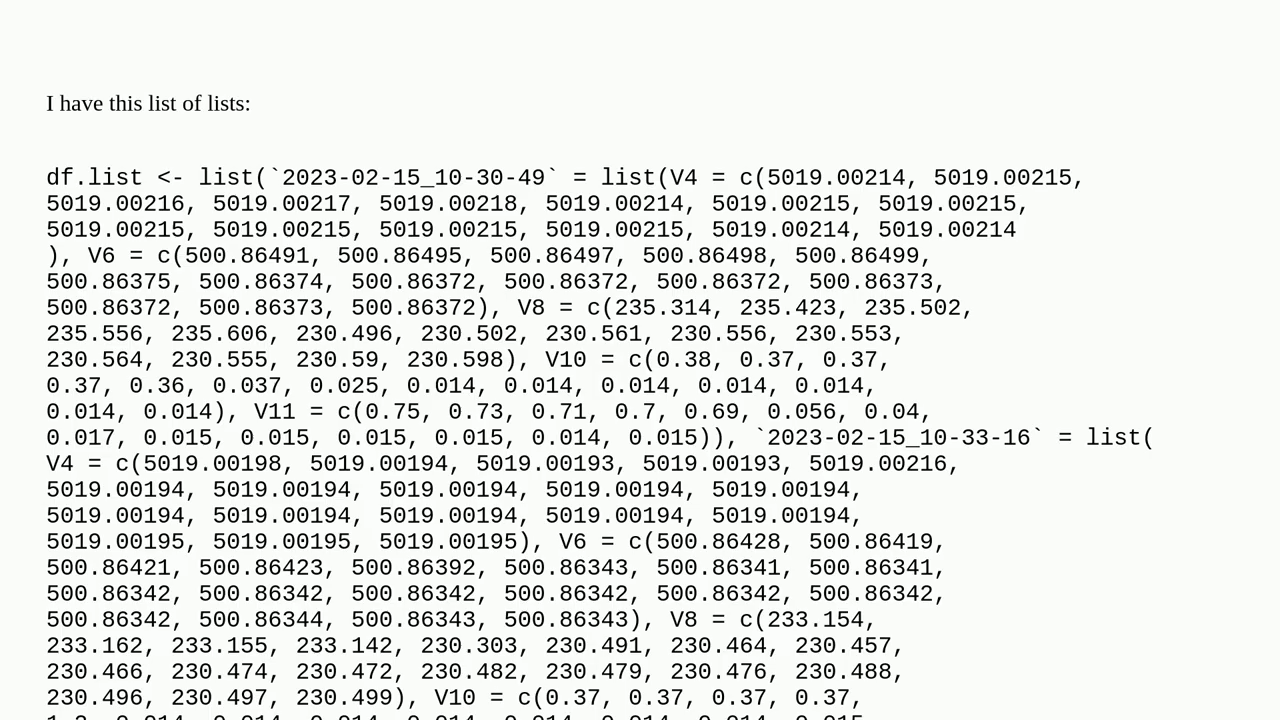 I have this list of lists:
df.list <- list(`2023-02-15_10-30-49` = list(V4 = c(5019.00214, 5019.00215,
5019.00216, 5019.00217, 5019.00218, 5019.00214, 5019.00215, 5019.00215,
5019.00215, 5019.00215, 5019.00215, 5019.00215, 5019.00214, 5019.00214
), V6 = c(500.86491, 500.86495, 500.86497, 500.86498, 500.86499,
500.86375, 500.86374, 500.86372, 500.86372, 500.86372, 500.86373,
500.86372, 500.86373, 500.86372), V8 = c(235.314, 235.423, 235.502,
235.556, 235.606, 230.496, 230.502, 230.561, 230.556, 230.553,
230.564, 230.555, 230.59, 230.598), V10 = c(0.38, 0.37, 0.37,
0.37, 0.36, 0.037, 0.025, 0.014, 0.014, 0.014, 0.014, 0.014,
0.014, 0.014), V11 = c(0.75, 0.73, 0.71, 0.7, 0.69, 0.056, 0.04,
0.017, 0.015, 0.015, 0.015, 0.015, 0.014, 0.015)), `2023-02-15_10-33-16` = list(
V4 = c(5019.00198, 5019.00194, 5019.00193, 5019.00193, 5019.00216,
5019.00194, 5019.00194, 5019.00194, 5019.00194, 5019.00194,
5019.00194, 5019.00194, 5019.00194, 5019.00194, 5019.00194,
5019.00195, 5019.00195, 5019.00195), V6 = c(500.86428, 500.86419,
500.86421, 500.86423, 500.86392, 500.86343, 500.86341, 500.86341,
500.86342, 500.86342, 500.86342, 500.86342, 500.86342, 500.86342,
500.86342, 500.86344, 500.86343, 500.86343), V8 = c(233.154,
233.162, 233.155, 233.142, 230.303, 230.491, 230.464, 230.457,
230.466, 230.474, 230.472, 230.482, 230.479, 230.476, 230.488,
230.496, 230.497, 230.499), V10 = c(0.37, 0.37, 0.37, 0.37,